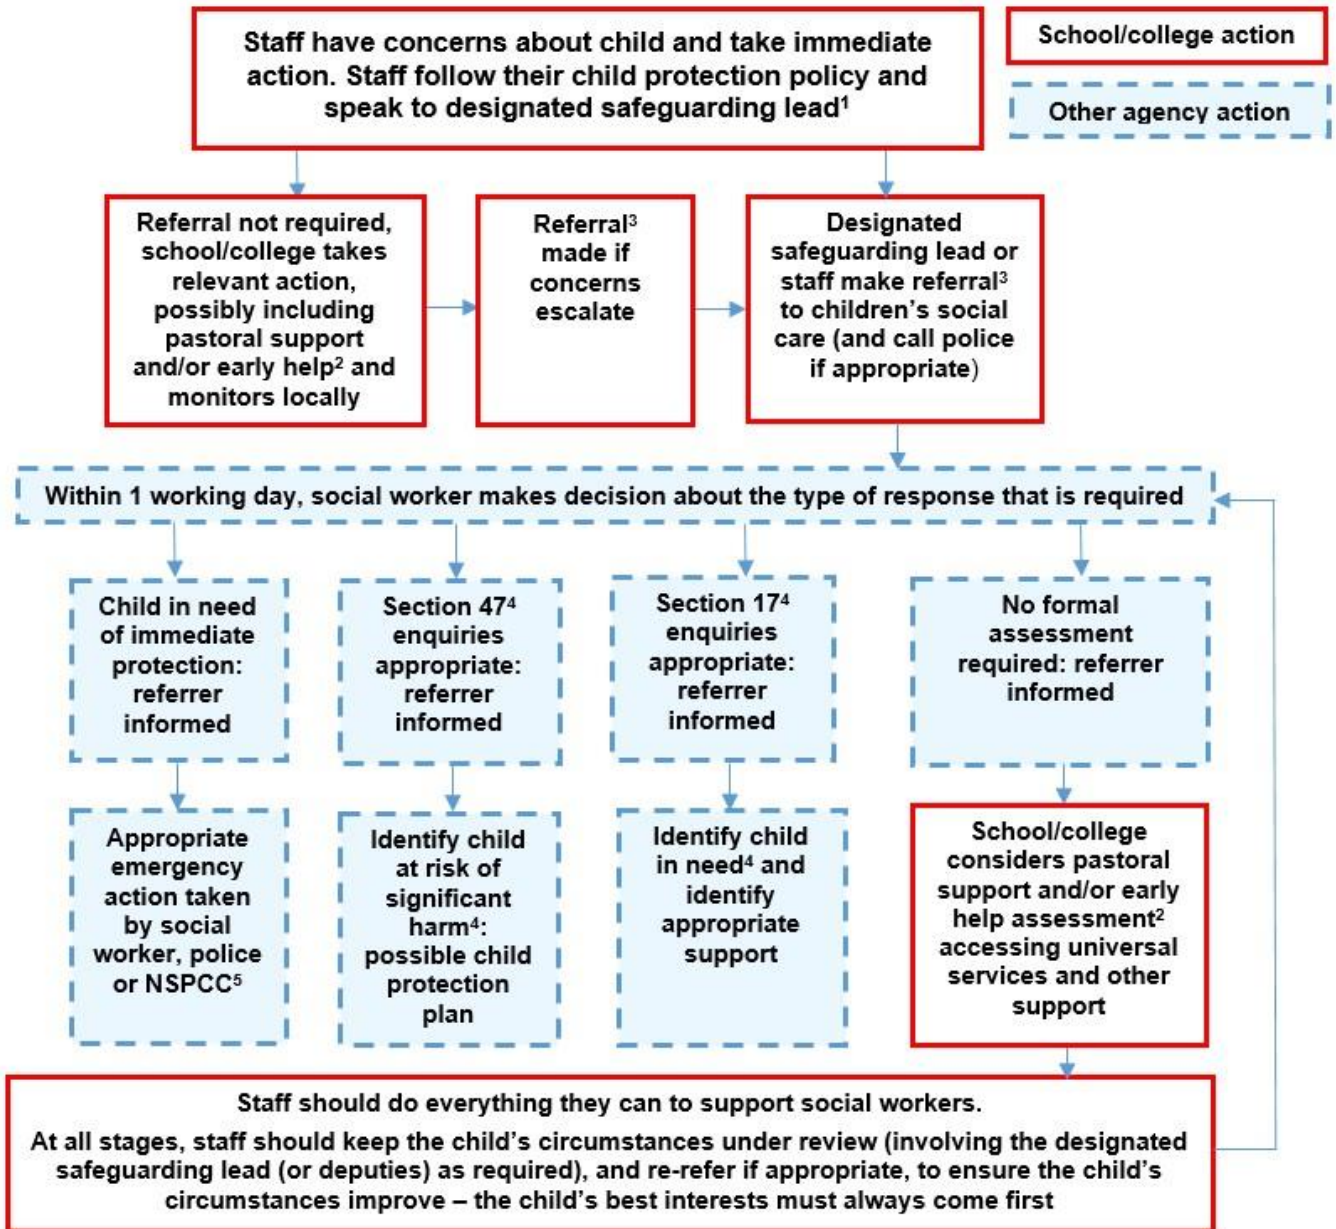 Staff have concerns about child and take immediate
action. Staff follow their child protection policy and
speak to designated safeguarding lead¹
School/college action
Other agency action
Referral not required,
school/college takes
relevant action,
possibly including
pastoral support
and/or early help² and
monitors locally
Referral³
made if
concerns
escalate
Designated
safeguarding lead or
staff make referral³
to children’s social
care (and call police
if appropriate)
Within 1 working day, social worker makes decision about the type of response that is required
Child in need
of immediate
protection:
referrer
informed
Section 47⁴
enquiries
appropriate:
referrer
informed
Section 17⁴
enquiries
appropriate:
referrer
informed
No formal
assessment
required: referrer
informed
Appropriate
emergency
action taken
by social
worker, police
or NSPCC⁵
Identify child
at risk of
significant
harm⁴:
possible child
protection
plan
Identify child
in need⁴ and
identify
appropriate
support
School/college
considers pastoral
support and/or early
help assessment²
accessing universal
services and other
support
Staff should do everything they can to support social workers.
At all stages, staff should keep the child’s circumstances under review (involving the designated
safeguarding lead (or deputies) as required), and re-refer if appropriate, to ensure the child’s
circumstances improve – the child’s best interests must always come first